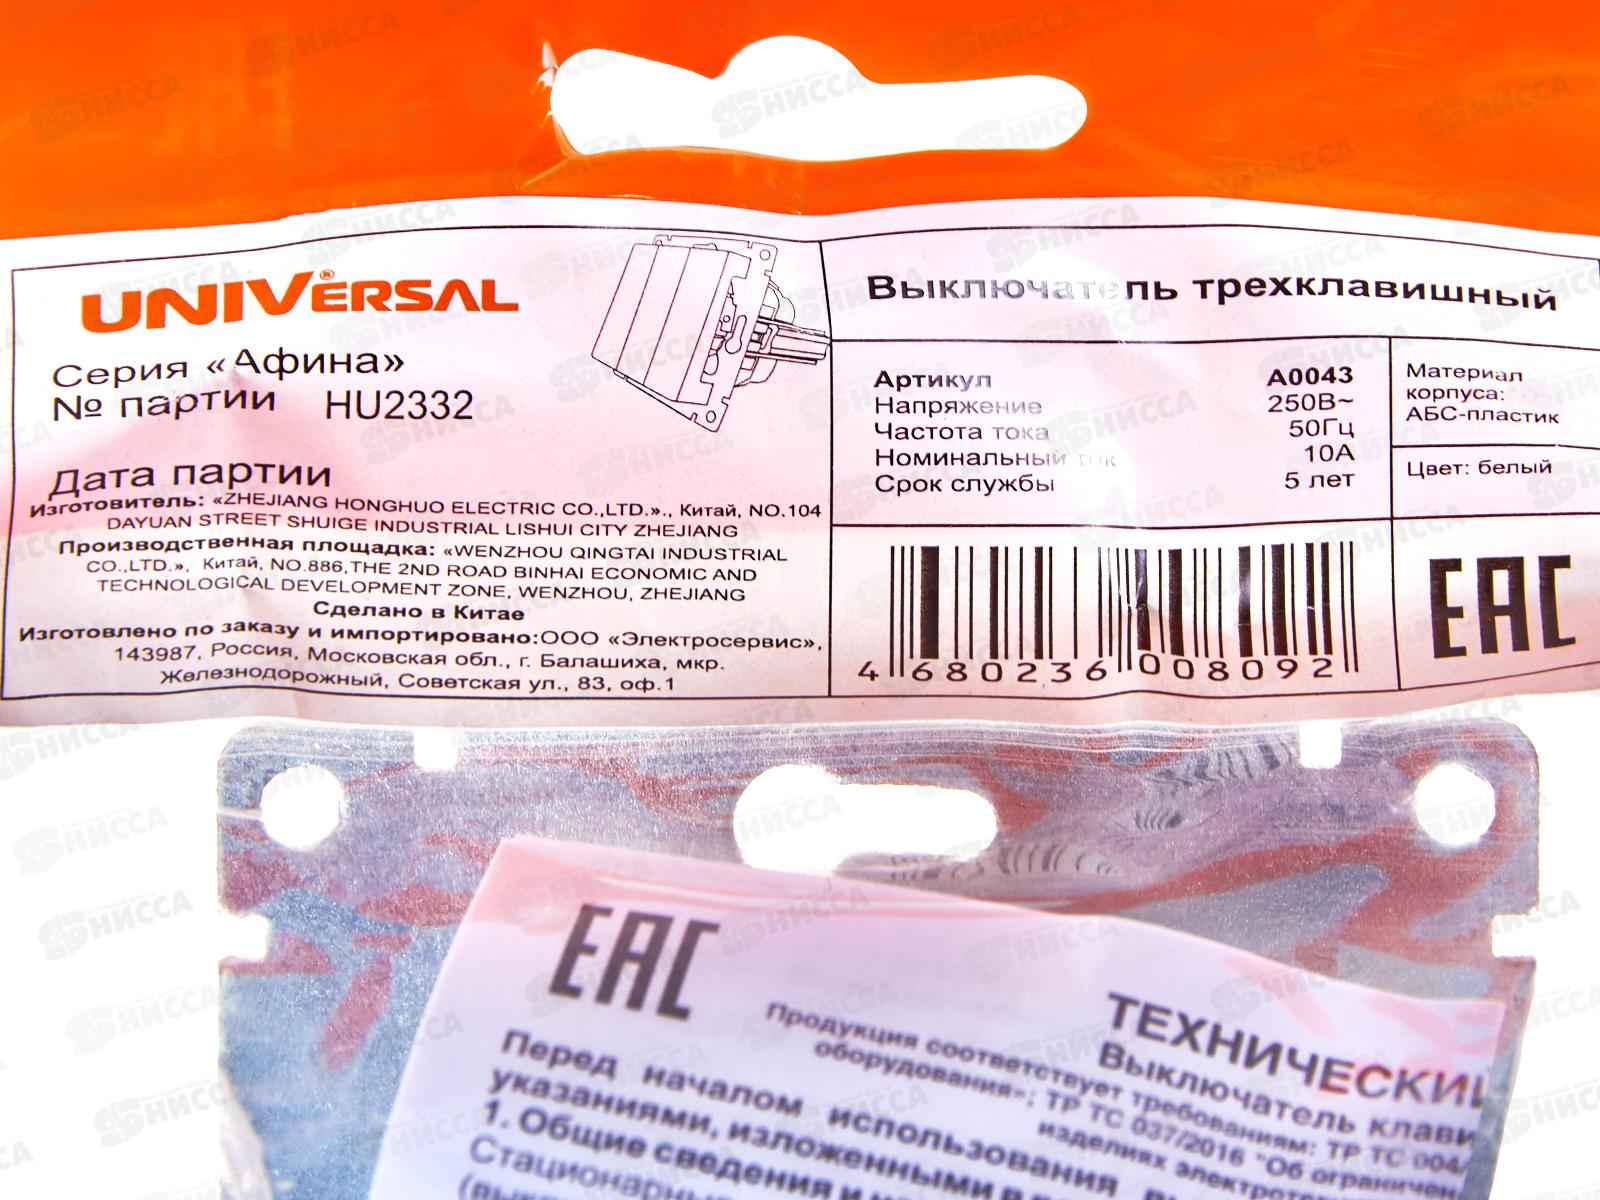 UNIVERSAL®
Серия «Афина»
№ партии HU2332
Дата партии
Изготовитель: «ZHEJIANG HONGHUO ELECTRIC CO.,LTD.»., Китай, NO.104
DAYUAN STREET SHUIGE INDUSTRIAL LISHUI CITY ZHEJIANG
Производственная площадка: «WENZHOU QINGTAI INDUSTRIAL
CO.,LTD.», Китай, NO.886,THE 2ND ROAD BINHAI ECONOMIC AND
TECHNOLOGICAL DEVELOPMENT ZONE, WENZHOU, ZHEJIANG
Сделано в Китае
Изготовлено по заказу и импортировано:ООО «Электросервис»,
143987, Россия, Московская обл., г. Балашиха, мкр.
Железнодорожный, Советская ул., 83, оф.1
Выключатель трехклавишный
Артикул A0043
Напряжение 250В~
Частота тока 50Гц
Номинальный ток 10А
Срок службы 5 лет
Материал
корпуса:
АБС-пластик
Цвет: белый
4 680236 008092
EAC
EAC
ТЕХНИЧЕСКИЙ
Выключатель клави
Продукция соответствует требованиям: ТР ТС 004/
оборудования»; ТР ТС 037/2016 "Об ограничен
изделиях электроте
Перед началом использования
указаниями, изложенными в
1. Общие сведения и
Стационарны
(вык
НИССА